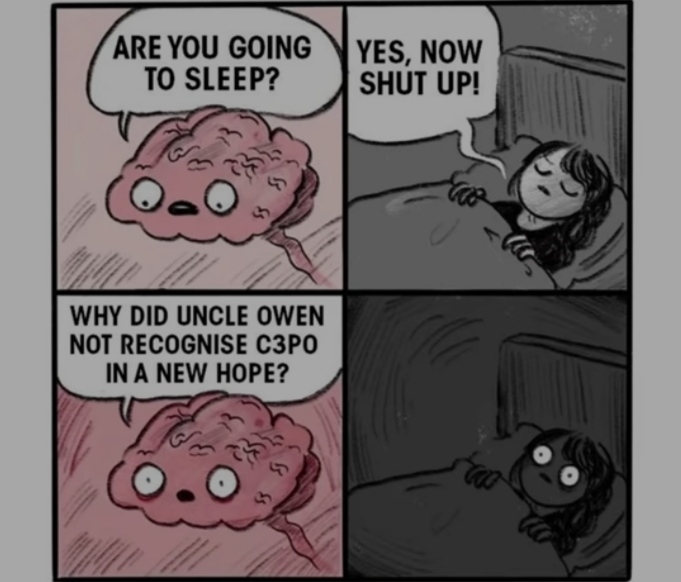 ARE YOU GOING
TO SLEEP?
YES, NOW
SHUT UP!
WHY DID UNCLE OWEN
NOT RECOGNISE C3PO
IN A NEW HOPE?